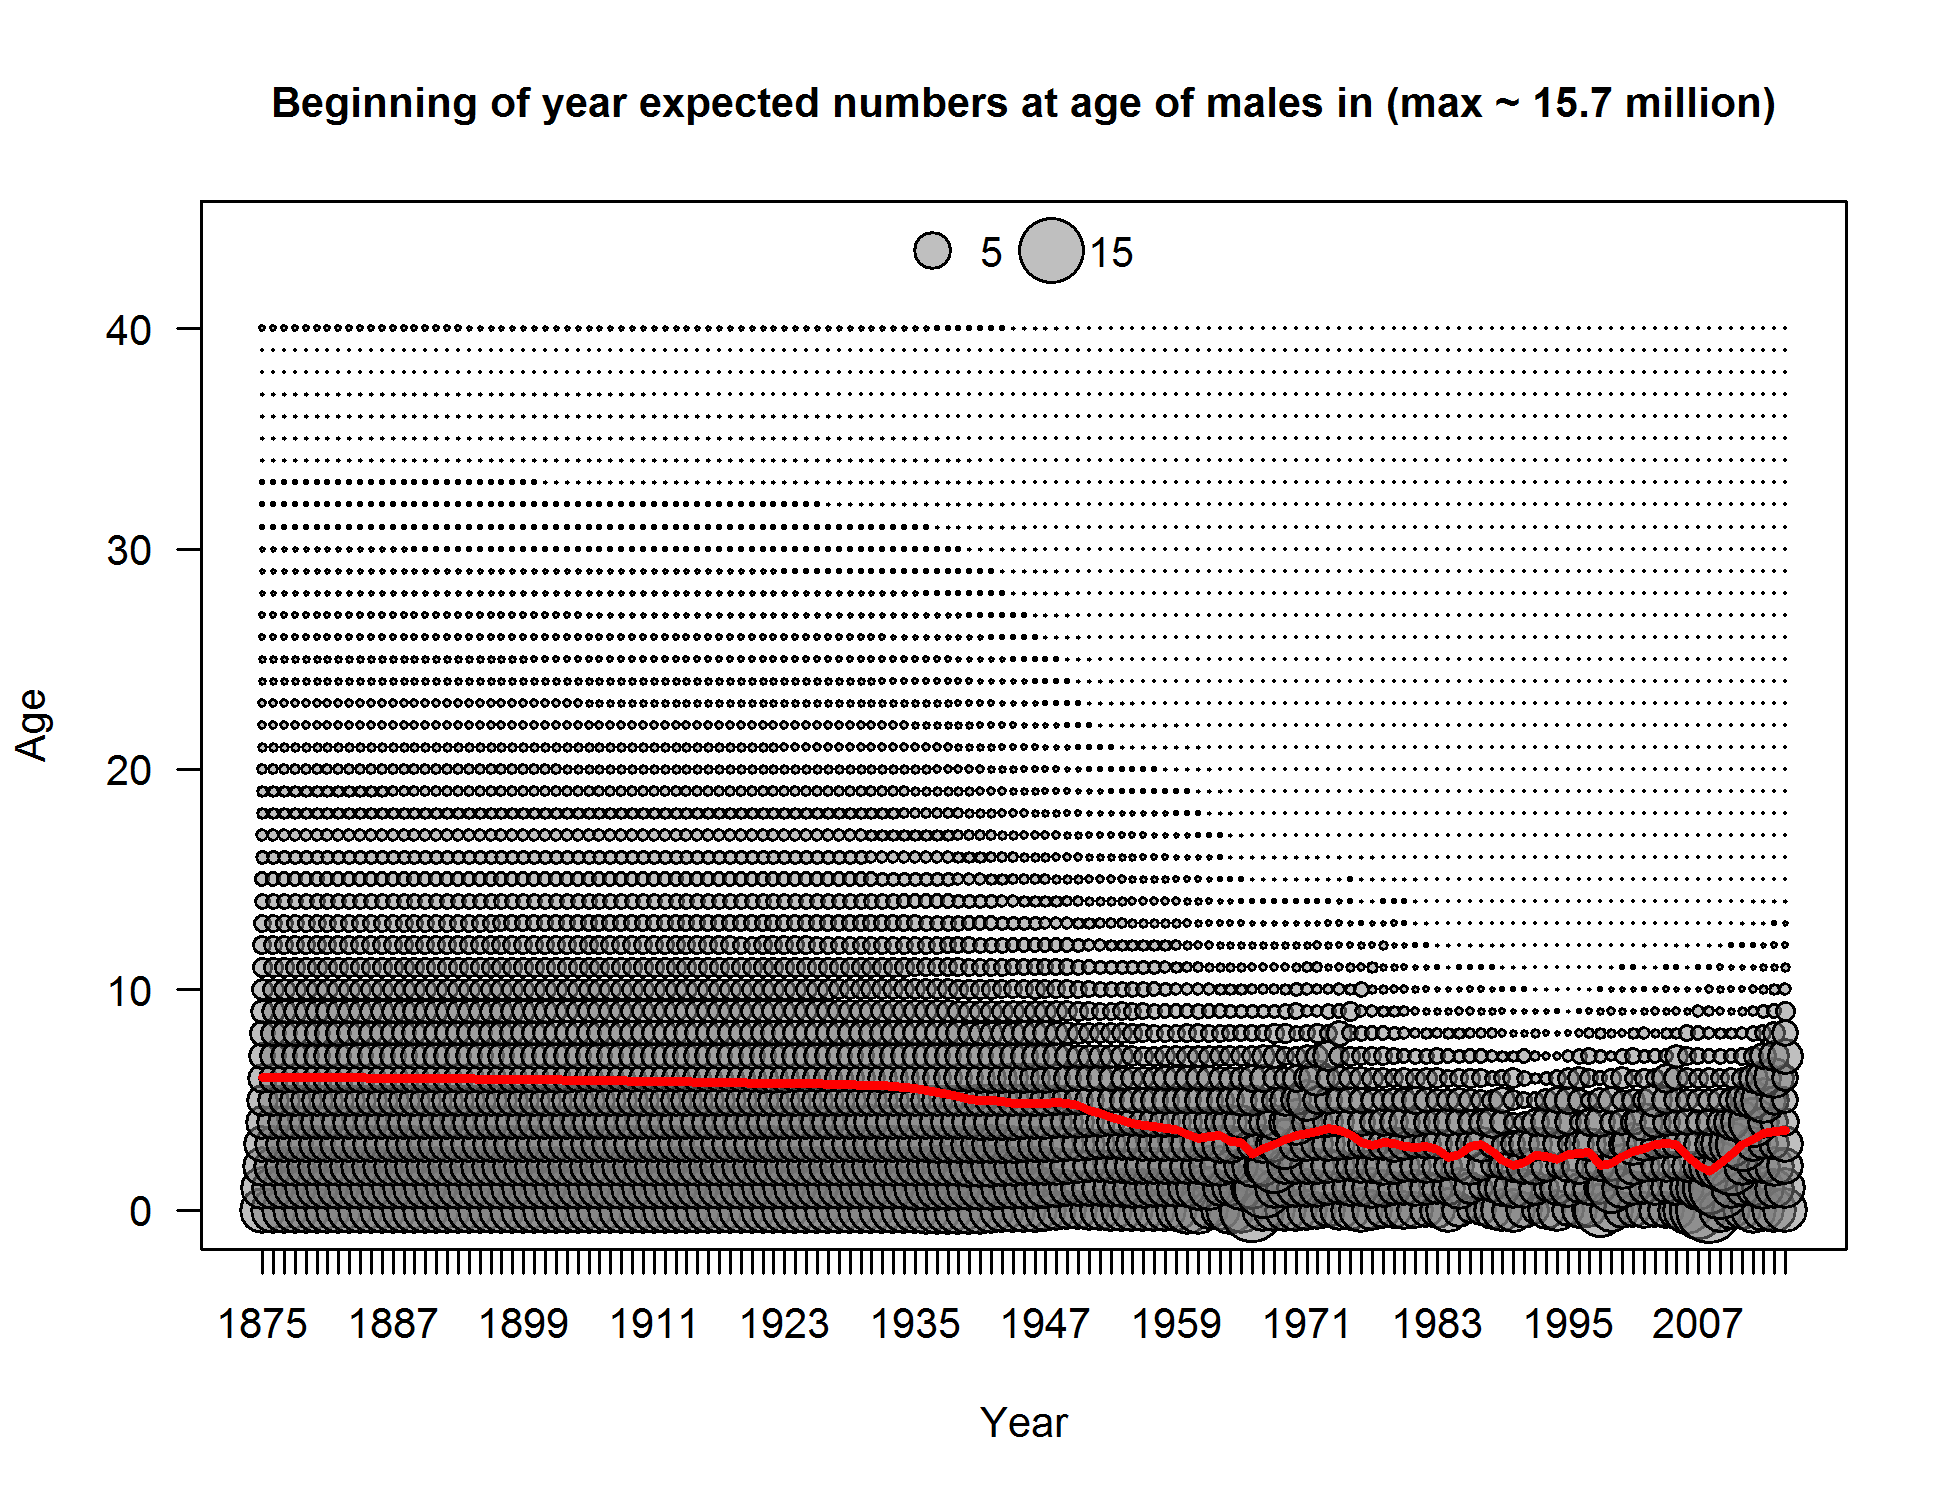 Beginning of year expected numbers at age of males in (max ~ 15.7 million)
5 15
40
30
20
10
0
Age
1875 1887 1899 1911 1923 1935 1947 1959 1971 1983 1995 2007
Year